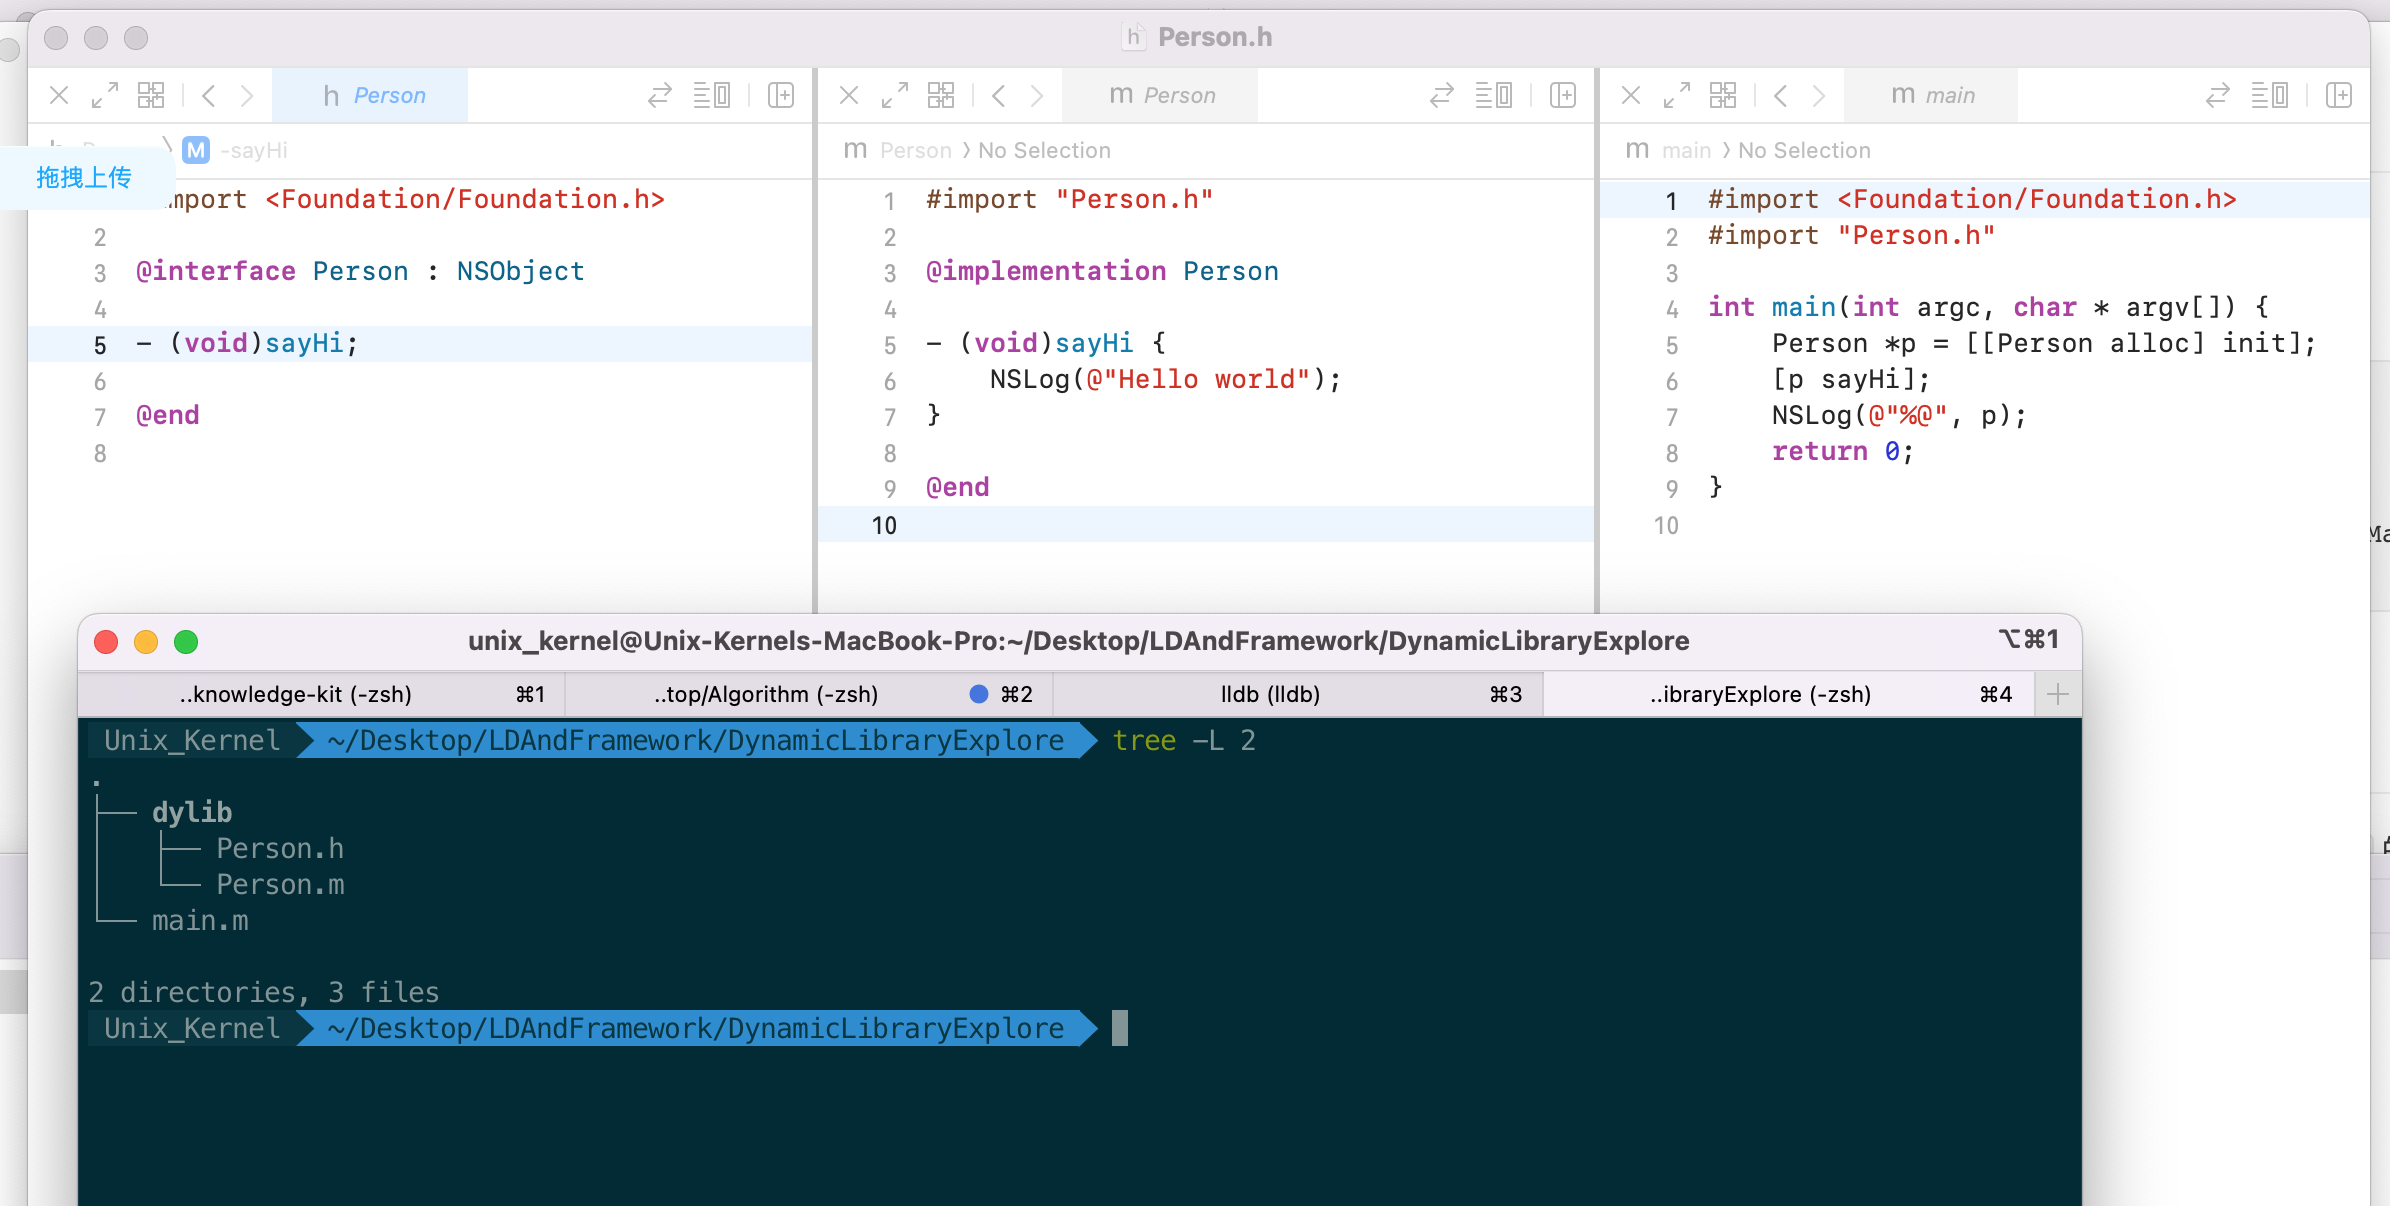 Person.h
h Person
M -sayHi
拖拽上传
mport <Foundation/Foundation.h>
2
3 @interface Person : NSObject
4
5 - (void)sayHi;
6
7 @end
8
m Person
m Person 〉 No Selection
1 #import "Person.h"
2
3 @implementation Person
4
5 - (void)sayHi {
6 NSLog(@"Hello world");
7 }
8
9 @end
10
m main
m main 〉 No Selection
1 #import <Foundation/Foundation.h>
2 #import "Person.h"
3
4 int main(int argc, char * argv[]) {
5 Person *p = [[Person alloc] init];
6 [p sayHi];
7 NSLog(@"%@", p);
8 return 0;
9 }
10
unix_kernel@Unix-Kernels-MacBook-Pro:~/Desktop/LDAndFramework/DynamicLibraryExplore ⌥⌘1
..knowledge-kit (-zsh) ⌘1 ..top/Algorithm (-zsh) ⌘2 lldb (lldb) ⌘3 ..ibraryExplore (-zsh) ⌘4
Unix_Kernel ~/Desktop/LDAndFramework/DynamicLibraryExplore tree -L 2
.
├── dylib
│   ├── Person.h
│   └── Person.m
└── main.m
2 directories, 3 files
Unix_Kernel ~/Desktop/LDAndFramework/DynamicLibraryExplore